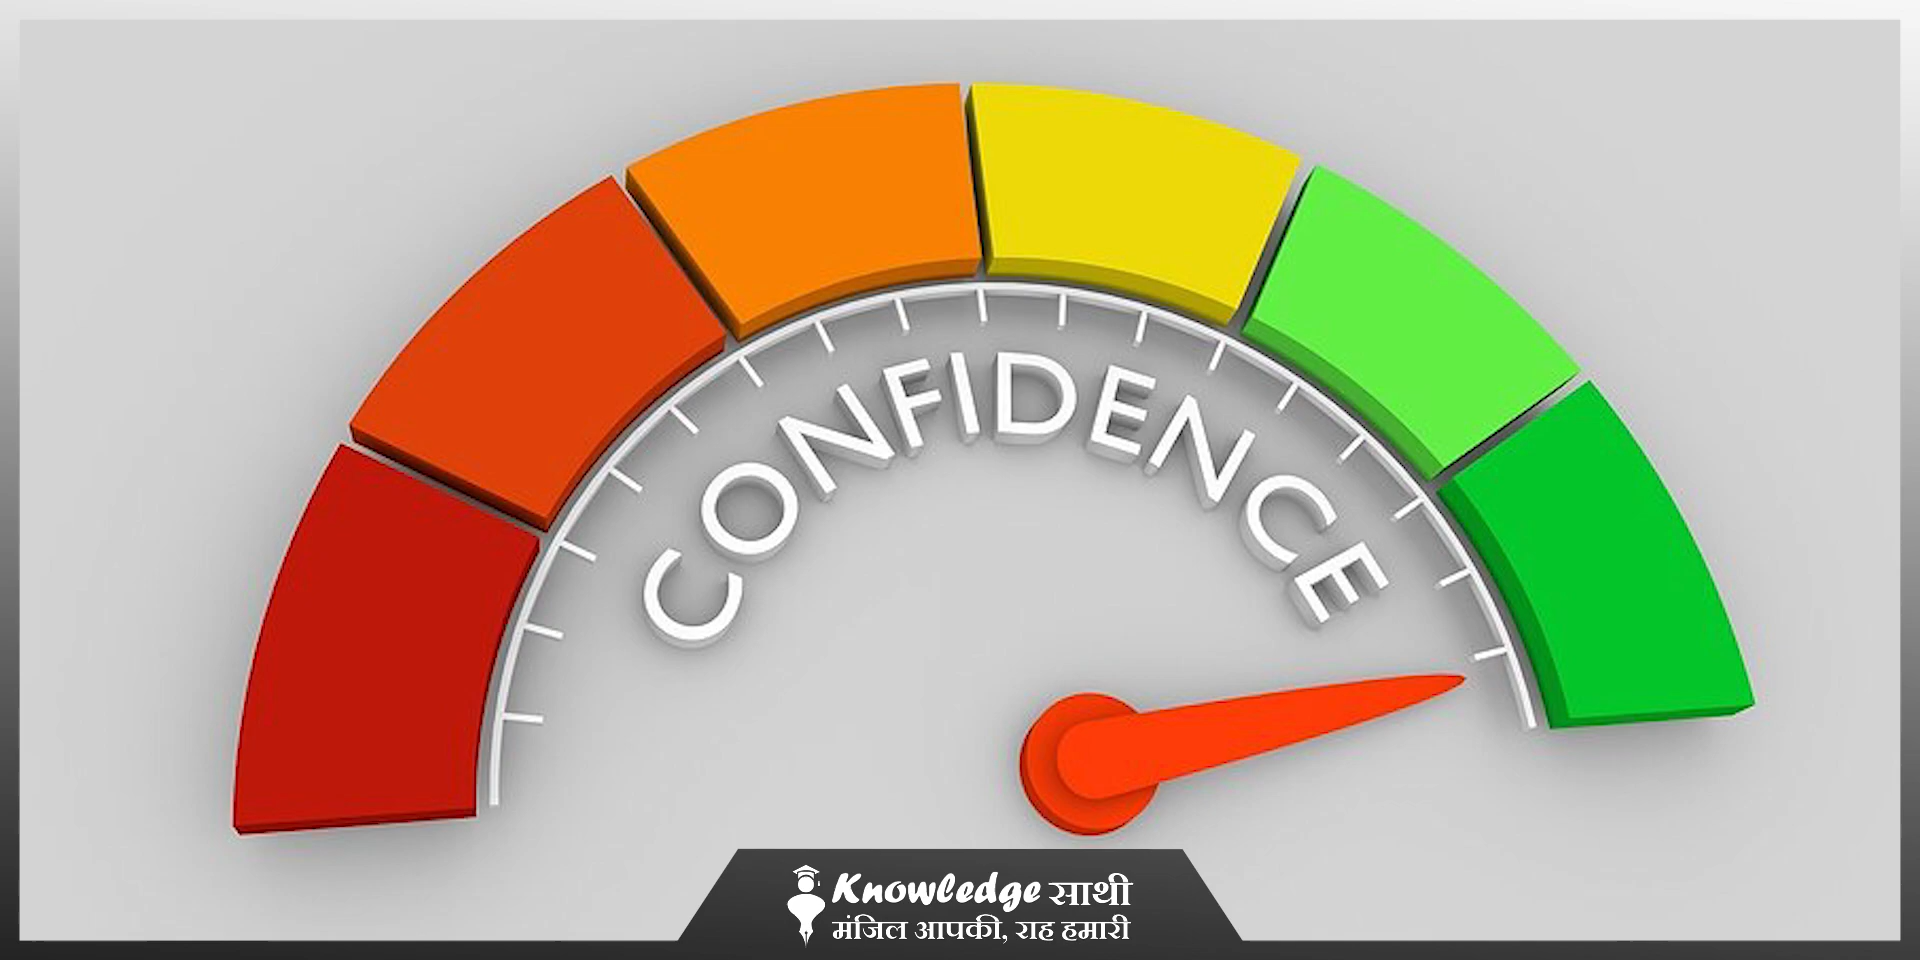 CONFIDENCE
Knowledge साथी
मंजिल आपकी, राह हमारी